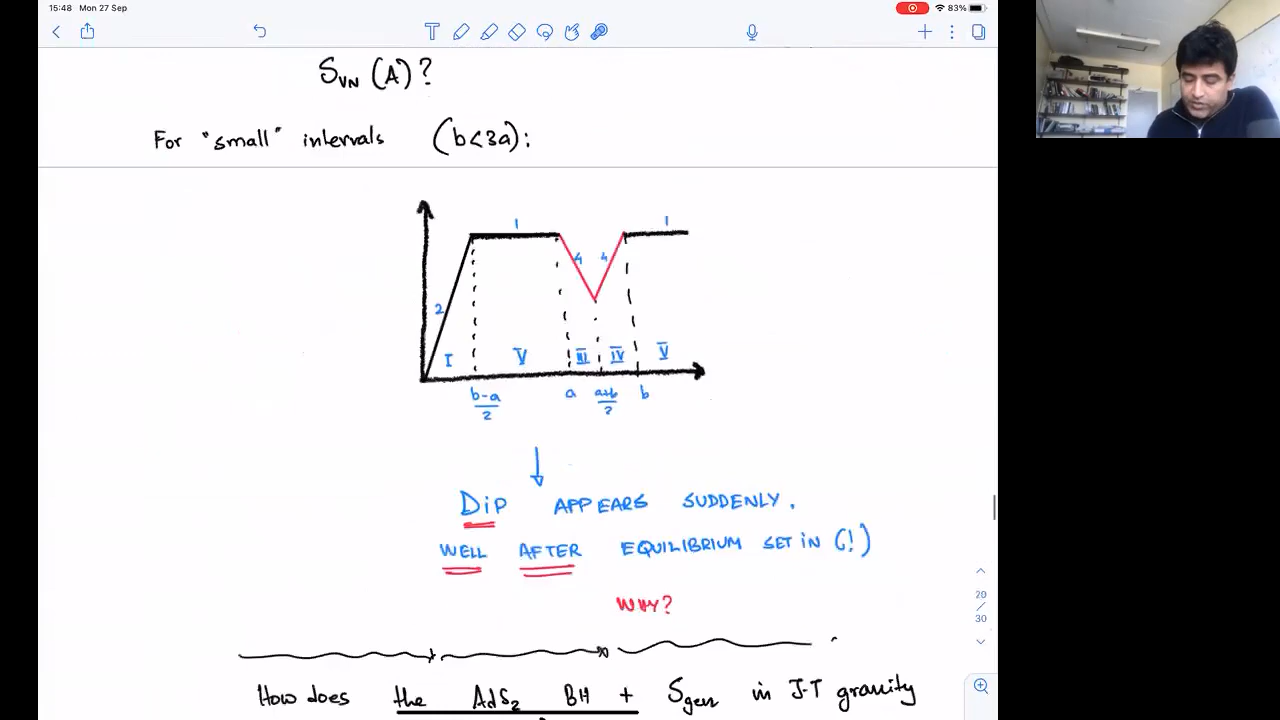 15:48 Mon 27 Sep
83%
S_VN (A)?
For "small" intervals (b<3a):
1
1
4
4
2
I
V
III
IV
V
b-a/2
a
a+b/2
b
DiP APPEARS SUDDENLY,
WELL AFTER EQUILIBRIUM SET IN (!)
WHY?
20
/
30
How does the AdS₂ BH + Sgen in J-T gravity